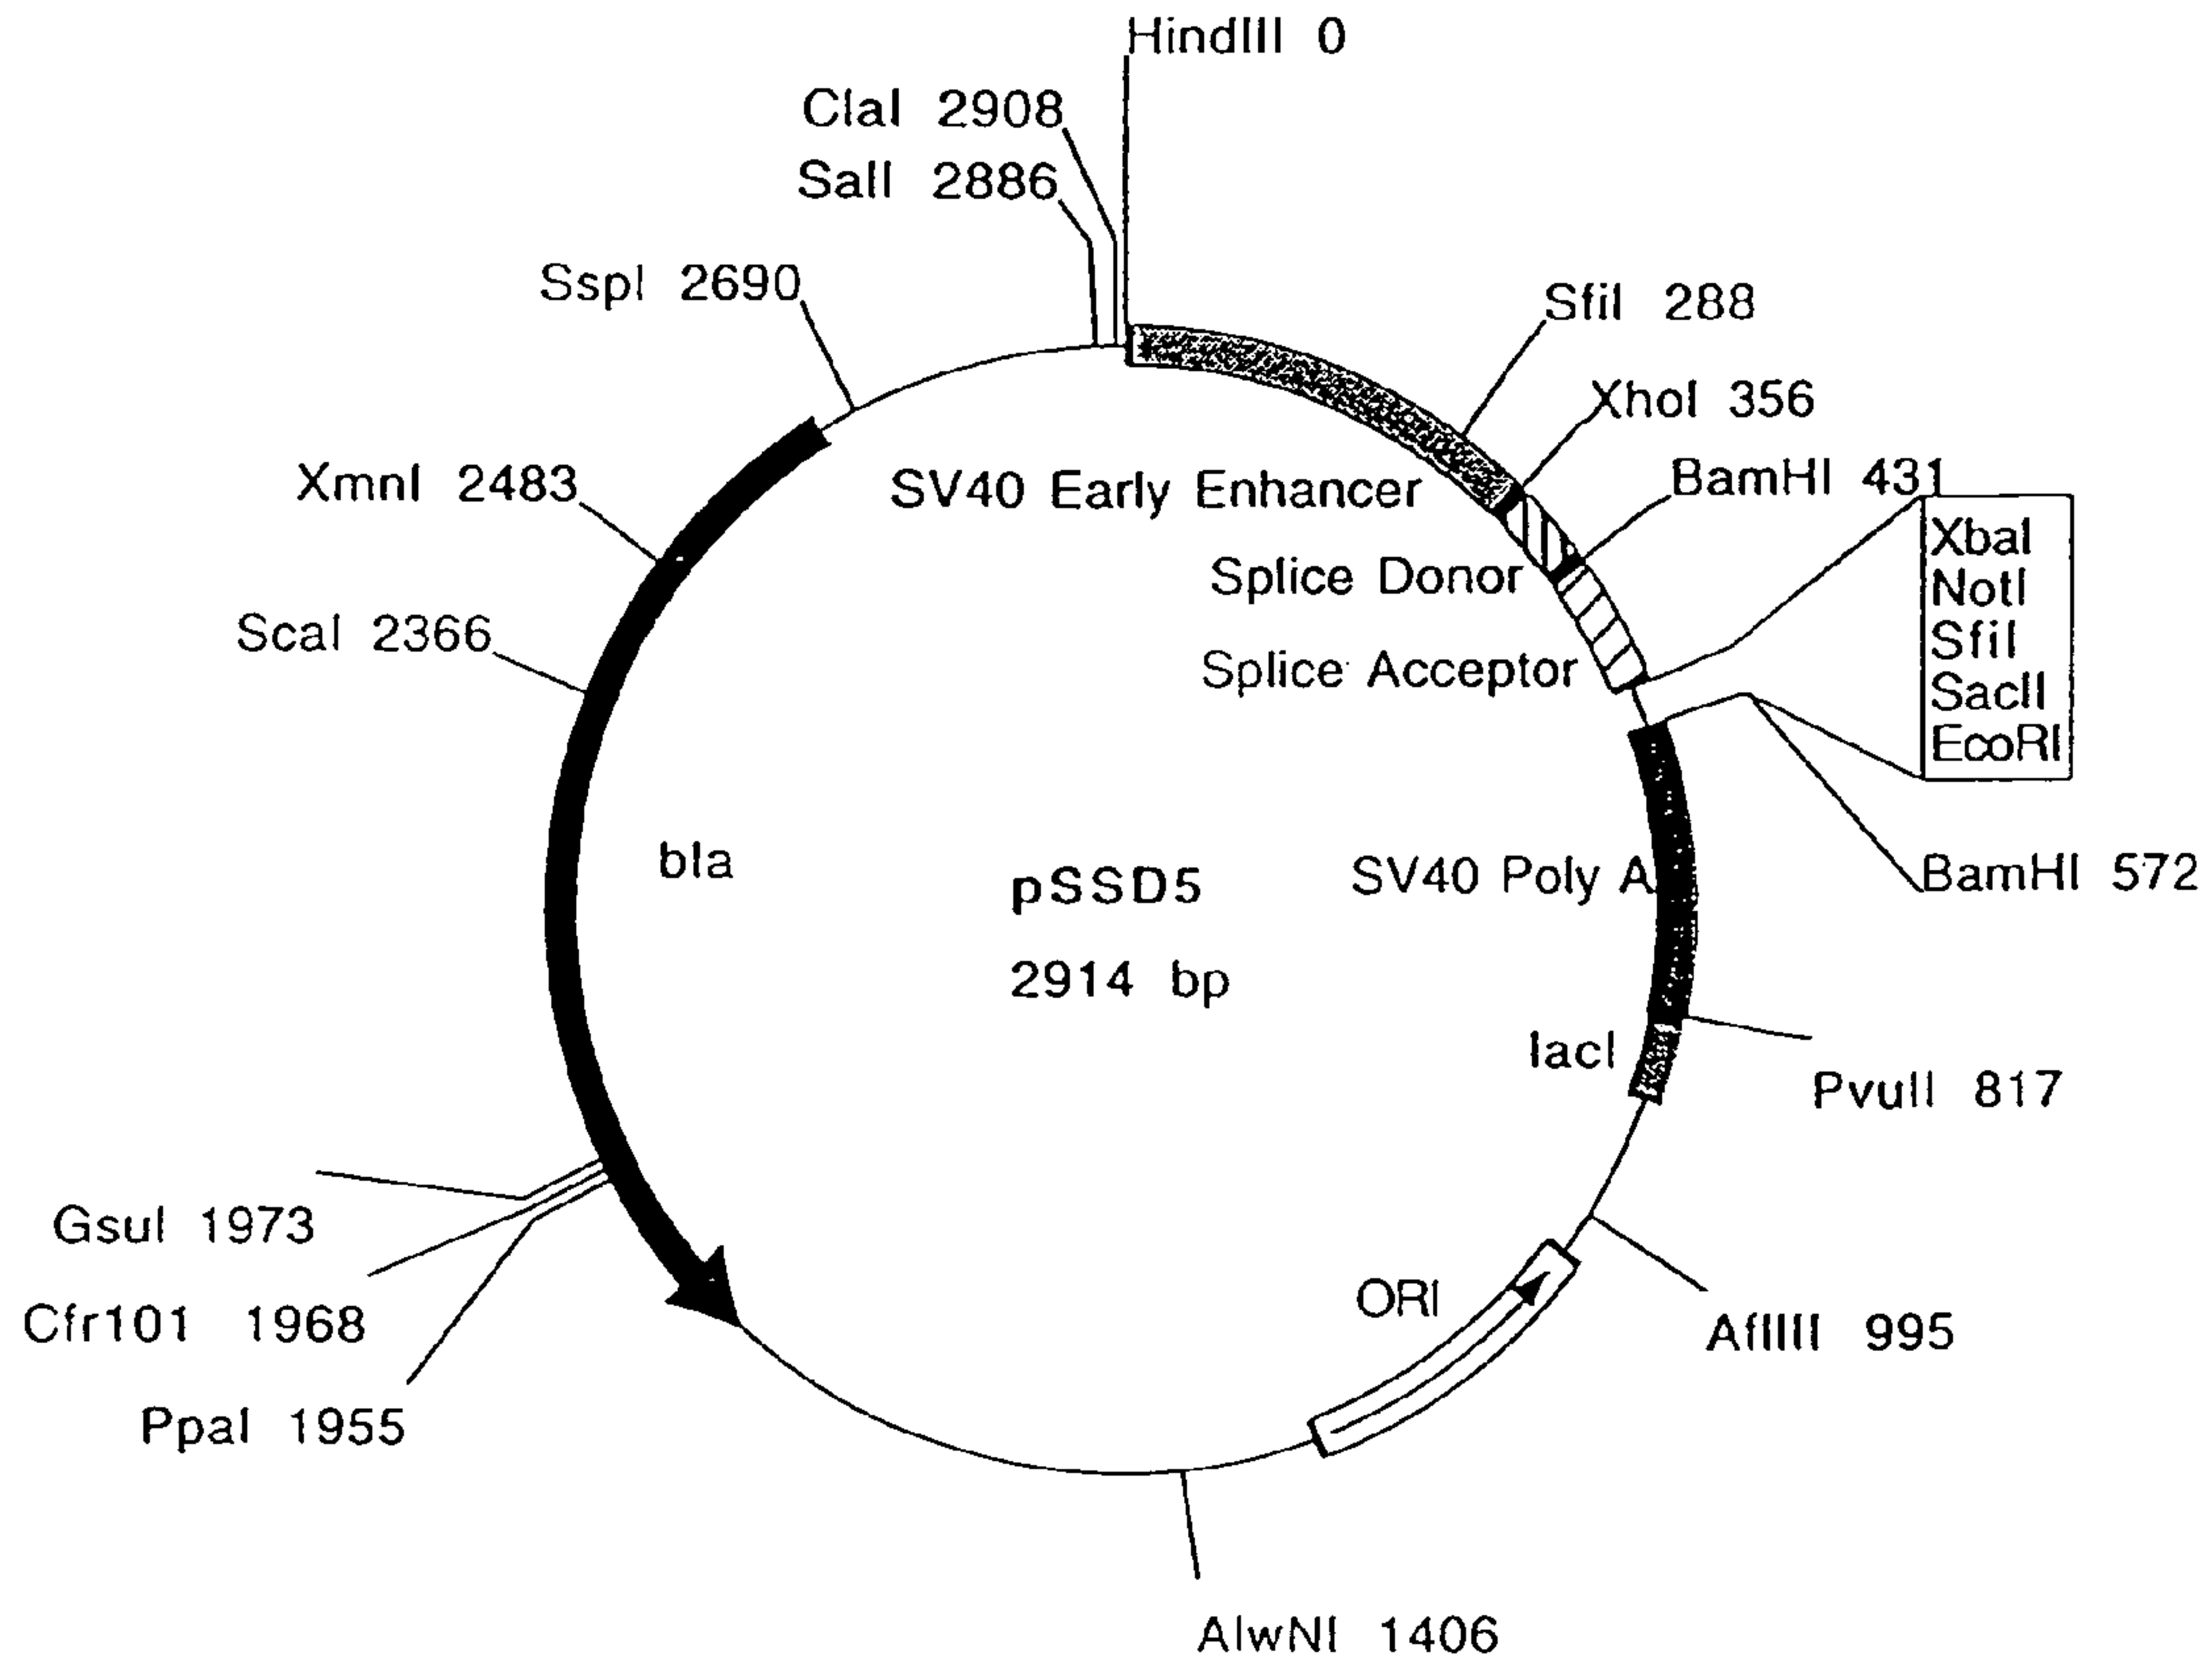 HindIII 0
ClaI 2908
SalI 2886
SspI 2690
SfiI 288
XhoI 356
XmnI 2483
SV40 Early Enhancer
BamHI 431
XbaI
NotI
SfiI
SacII
EcoRI
Splice Donor
ScaI 2366
Splice Acceptor
bla
pSSD5
2914 bp
SV40 Poly A
BamHI 572
lacI
PvuII 817
GsuI 1973
Cfr101 1968
PpaI 1955
ORI
AflIII 995
AlwNI 1406